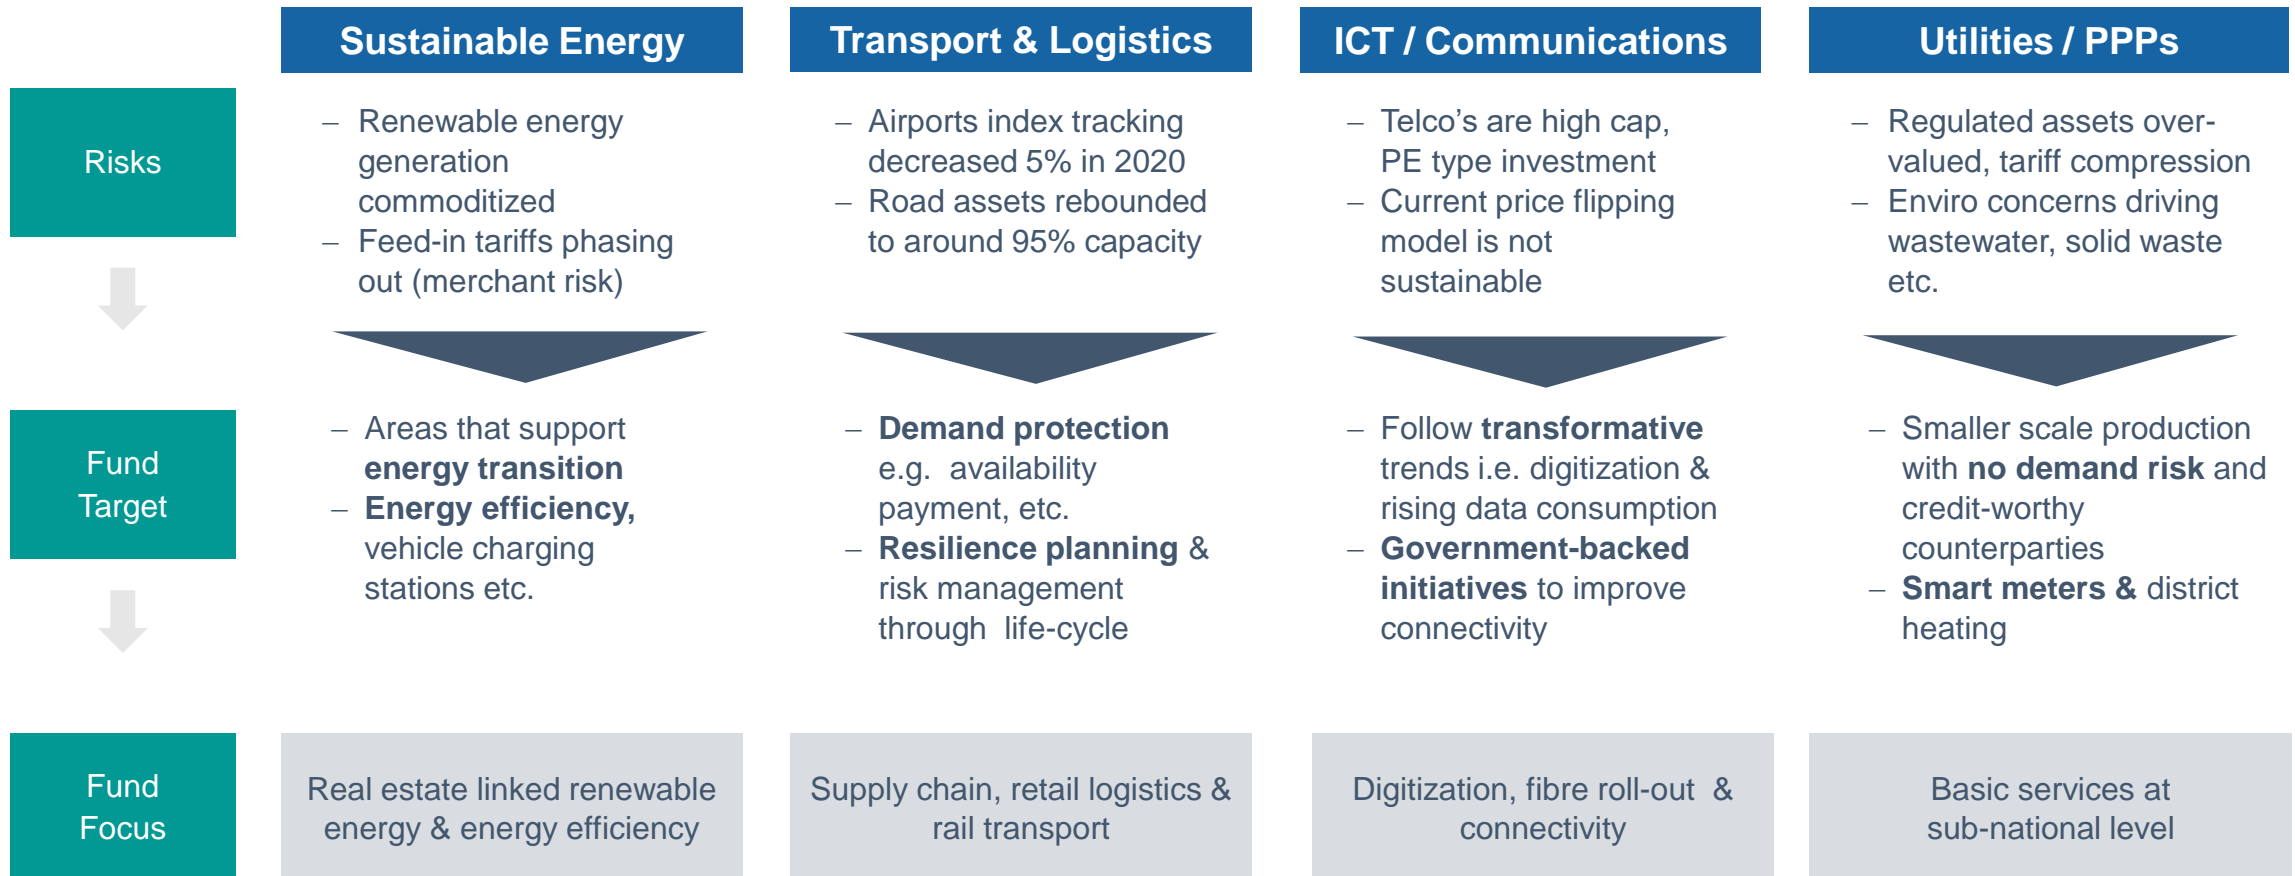 Sustainable Energy
Transport & Logistics
ICT / Communications
Utilities / PPPs
Risks
– Renewable energy
generation
commoditized
– Feed-in tariffs phasing
out (merchant risk)
– Airports index tracking
decreased 5% in 2020
– Road assets rebounded
to around 95% capacity
– Telco’s are high cap,
PE type investment
– Current price flipping
model is not
sustainable
– Regulated assets over-
valued, tariff compression
– Enviro concerns driving
wastewater, solid waste
etc.
Fund
Target
– Areas that support
energy transition
– Energy efficiency,
vehicle charging
stations etc.
– Demand protection
e.g. availability
payment, etc.
– Resilience planning &
risk management
through life-cycle
– Follow transformative
trends i.e. digitization &
rising data consumption
– Government-backed
initiatives to improve
connectivity
– Smaller scale production
with no demand risk and
credit-worthy
counterparties
– Smart meters & district
heating
Fund
Focus
Real estate linked renewable
energy & energy efficiency
Supply chain, retail logistics &
rail transport
Digitization, fibre roll-out &
connectivity
Basic services at
sub-national level